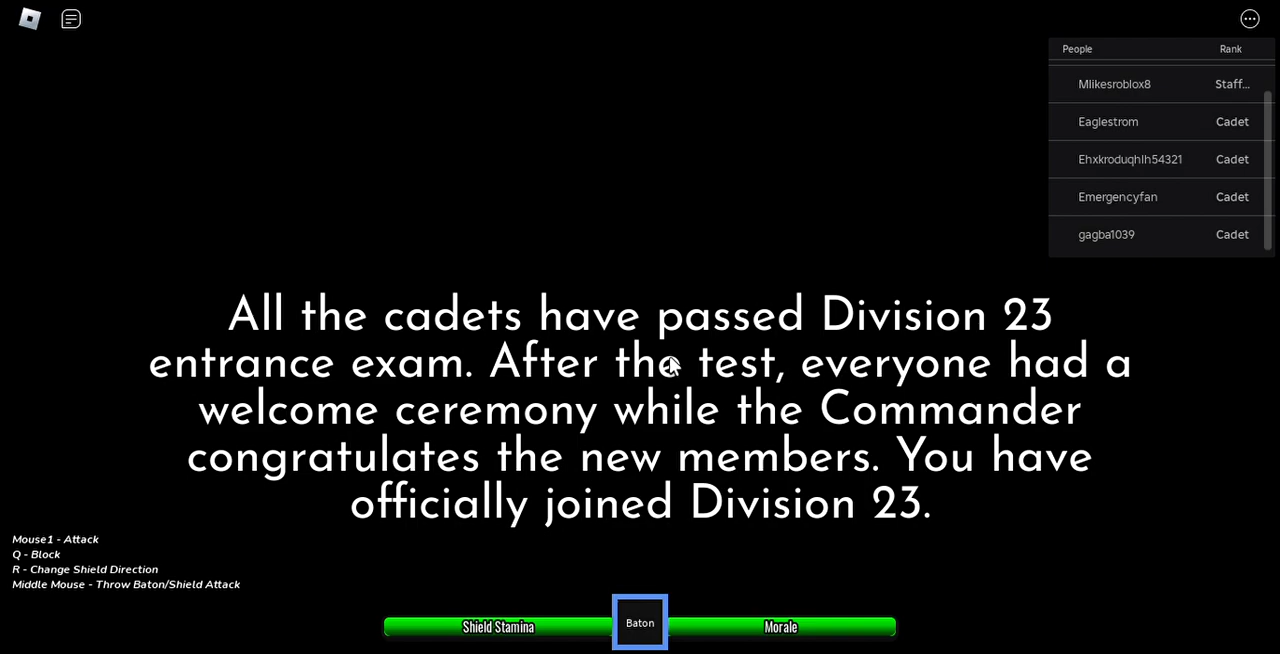 People Rank
Mlikesroblox8 Staff...
Eaglestrom Cadet
Ehxkroduqhlh54321 Cadet
Emergencyfan Cadet
gagba1039 Cadet
All the cadets have passed Division 23
entrance exam. After the test, everyone had a
welcome ceremony while the Commander
congratulates the new members. You have
officially joined Division 23.
Mouse1 - Attack
Q - Block
R - Change Shield Direction
Middle Mouse - Throw Baton/Shield Attack
Shield Stamina
Baton
Morale